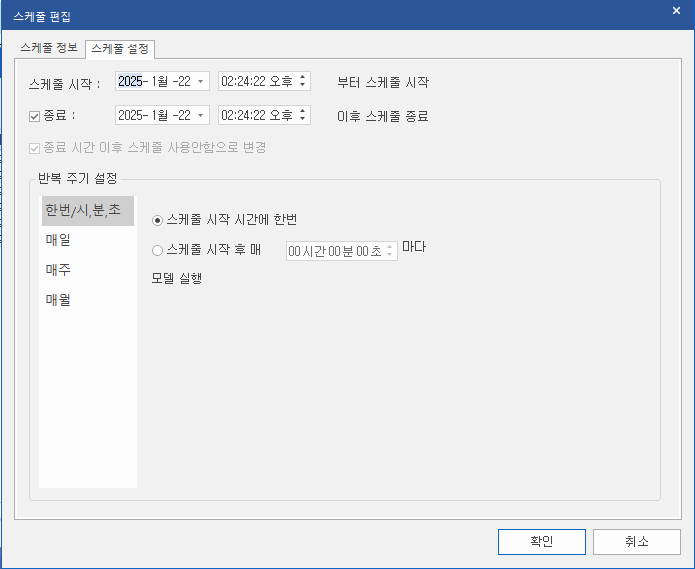 스케줄 편집
스케줄 정보 스케줄 설정
스케줄 시작 : 2025- 1월 -22 02:24:22 오후 부터 스케줄 시작
종료 : 2025- 1월 -22 02:24:22 오후 이후 스케줄 종료
종료 시간 이후 스케줄 사용안함으로 변경
반복 주기 설정
한번/시,분,초
매일
매주
매월
스케줄 시작 시간에 한번
스케줄 시작 후 매 00시간 00분 00초 마다
모델 실행
확인 취소